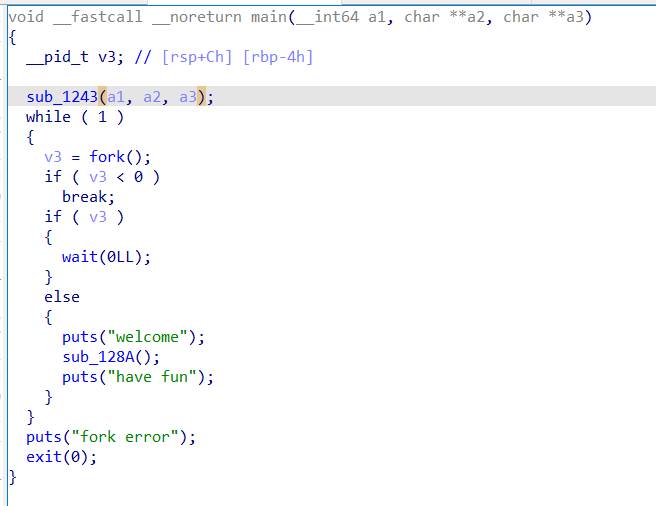 void __fastcall __noreturn main(__int64 a1, char **a2, char **a3)
{
  __pid_t v3; // [rsp+Ch] [rbp-4h]

  sub_1243(a1, a2, a3);
  while ( 1 )
  {
    v3 = fork();
    if ( v3 < 0 )
      break;
    if ( v3 )
    {
      wait(0LL);
    }
    else
    {
      puts("welcome");
      sub_128A();
      puts("have fun");
    }
  }
  puts("fork error");
  exit(0);
}